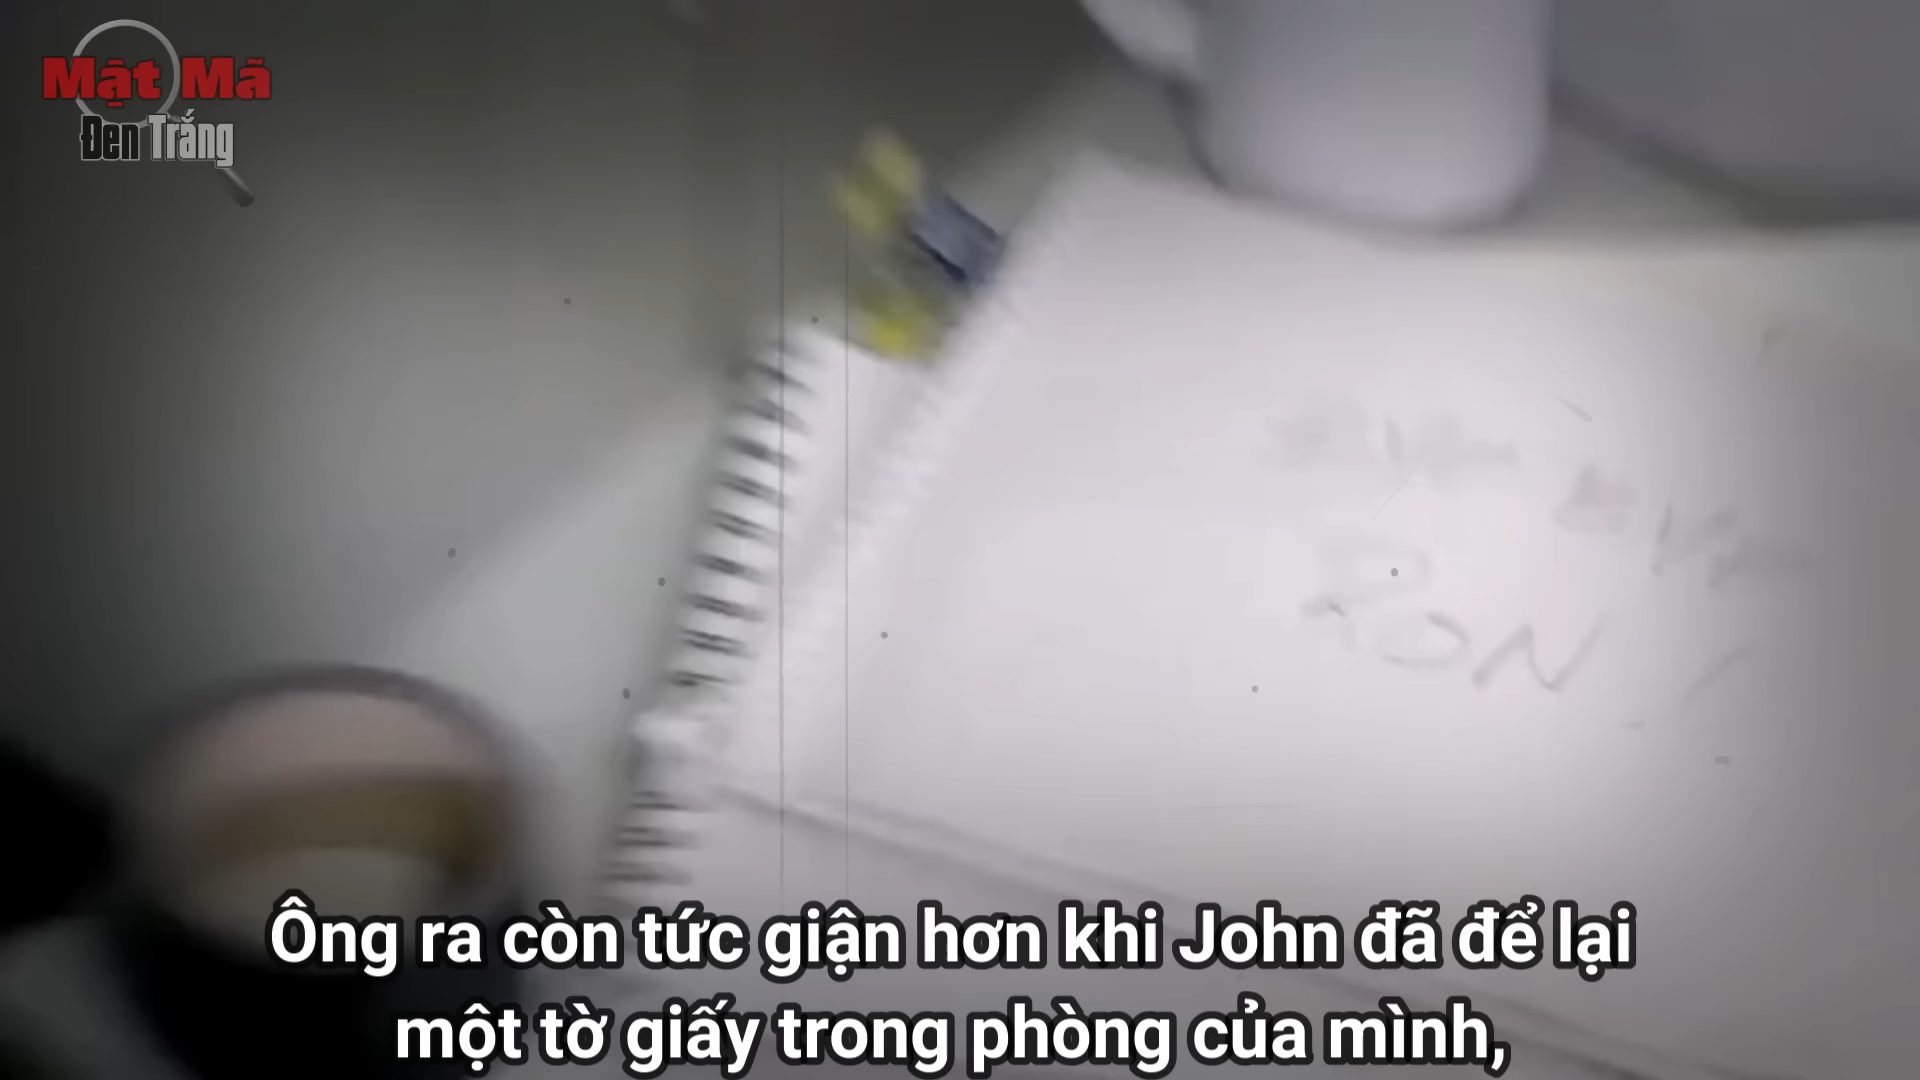 Mật Mã
Đen Trắng
Ông ra còn tức giận hơn khi John đã để lại
một tờ giấy trong phòng của mình,